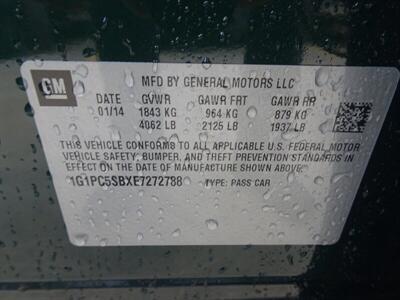 GM
MFD BY GENERAL MOTORS LLC
DATE GVWR GAWR FRT GAWR RR
01/14 1843 KG 964 KG 879 KG
4062 LB 2125 LB 1937 LB
THIS VEHICLE CONFORMS TO ALL APPLICABLE U.S. FEDERAL MOTOR
VEHICLE SAFETY, BUMPER, AND THEFT PREVENTION STANDARDS
IN EFFECT ON THE DATE OF MANUFACTURE SHOWN ABOVE.
1G1PC5SBXE7272788 TYPE: PASS CAR